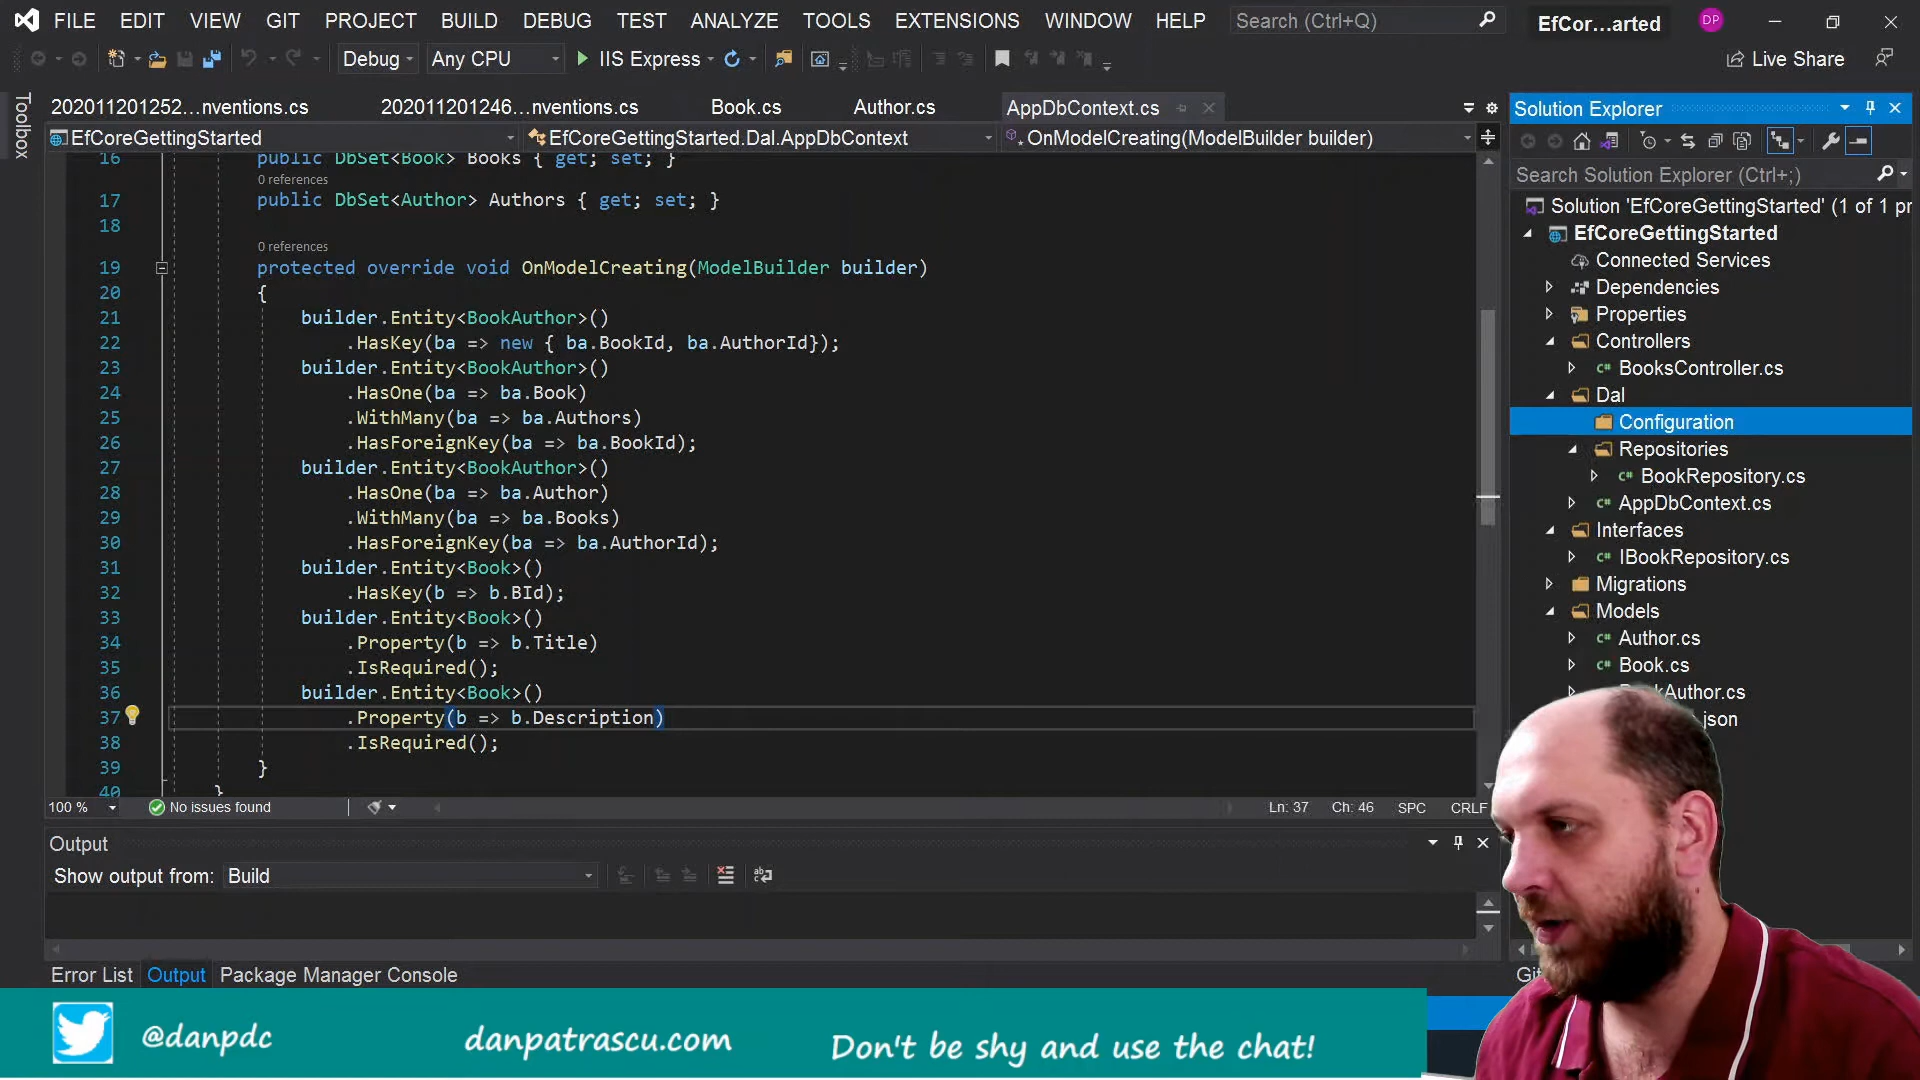 FILE EDIT VIEW GIT PROJECT BUILD DEBUG TEST ANALYZE TOOLS EXTENSIONS WINDOW HELP Search (Ctrl+Q) EfCor...arted DP
Debug Any CPU IIS Express Live Share
Toolbox
202011201252...nventions.cs 202011201246...nventions.cs Book.cs Author.cs AppDbContext.cs
EfCoreGettingStarted EfCoreGettingStarted.Dal.AppDbContext OnModelCreating(ModelBuilder builder)
16 public DbSet<Book> Books { get; set; }
0 references
17 public DbSet<Author> Authors { get; set; }
18
0 references
19 protected override void OnModelCreating(ModelBuilder builder)
20 {
21 builder.Entity<BookAuthor>()
22 .HasKey(ba => new { ba.BookId, ba.AuthorId});
23 builder.Entity<BookAuthor>()
24 .HasOne(ba => ba.Book)
25 .WithMany(ba => ba.Authors)
26 .HasForeignKey(ba => ba.BookId);
27 builder.Entity<BookAuthor>()
28 .HasOne(ba => ba.Author)
29 .WithMany(ba => ba.Books)
30 .HasForeignKey(ba => ba.AuthorId);
31 builder.Entity<Book>()
32 .HasKey(b => b.BId);
33 builder.Entity<Book>()
34 .Property(b => b.Title)
35 .IsRequired();
36 builder.Entity<Book>()
37 .Property(b => b.Description)
38 .IsRequired();
39 }
40 }
100 % No issues found Ln: 37 Ch: 46 SPC CRLF
Output
Show output from: Build
Error List Output Package Manager Console
Solution Explorer
Search Solution Explorer (Ctrl+;)
Solution 'EfCoreGettingStarted' (1 of 1 pr
EfCoreGettingStarted
Connected Services
Dependencies
Properties
Controllers
C# BooksController.cs
Dal
Configuration
Repositories
C# BookRepository.cs
C# AppDbContext.cs
Interfaces
C# IBookRepository.cs
Migrations
Models
C# Author.cs
C# Book.cs
Author.cs
json
@danpdc danpatrascu.com Don't be shy and use the chat!